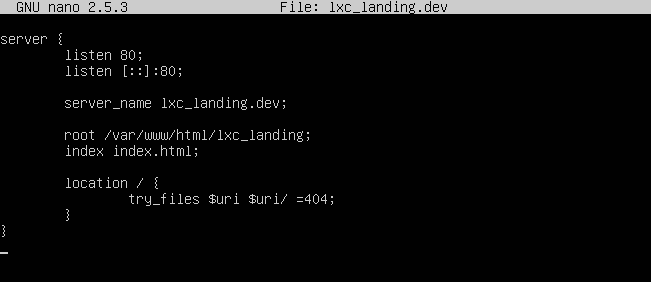 GNU nano 2.5.3 File: lxc_landing.dev
server {
listen 80;
listen [::]:80;
server_name lxc_landing.dev;
root /var/www/html/lxc_landing;
index index.html;
location / {
try_files $uri $uri/ =404;
}
}